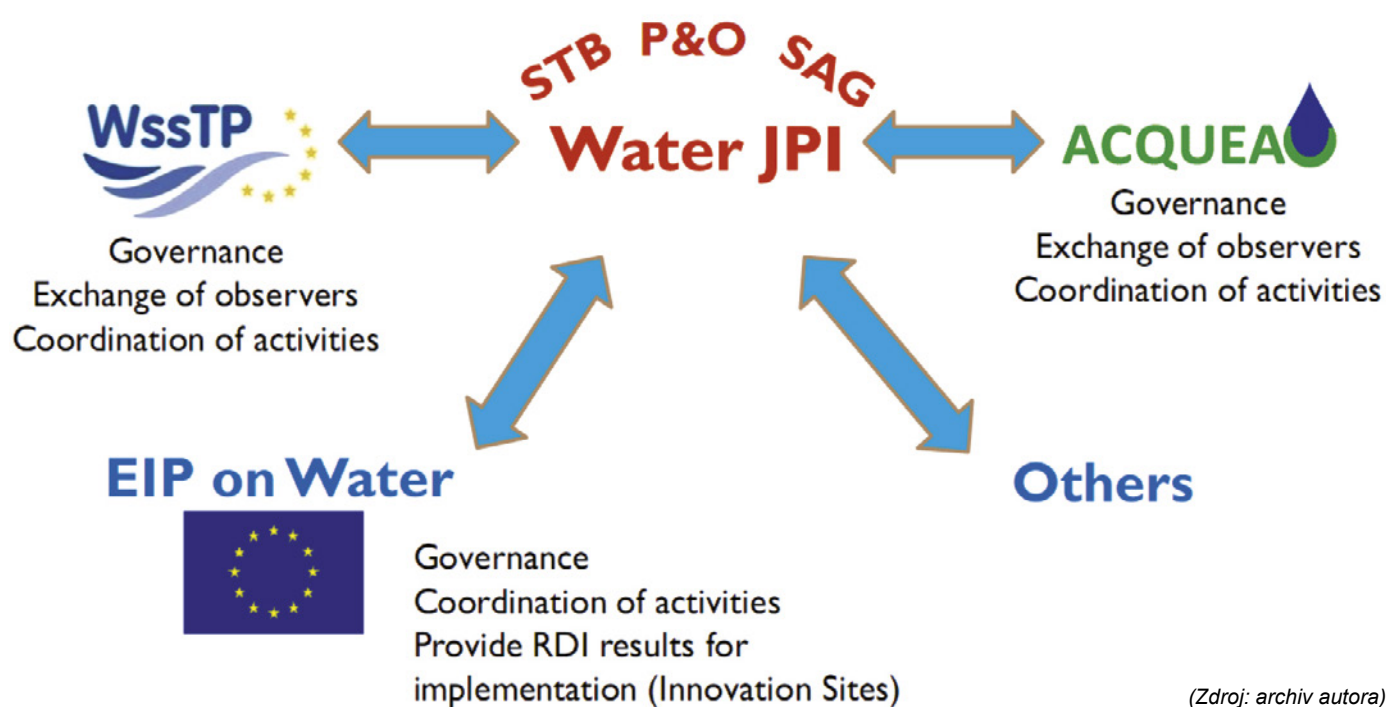 STB P&O SAG
Water JPI
WssTP
Governance
Exchange of observers
Coordination of activities
ACQUEAU
Governance
Exchange of observers
Coordination of activities
EIP on Water
Governance
Coordination of activities
Provide RDI results for
implementation (Innovation Sites)
Others
(Zdroj: archiv autora)